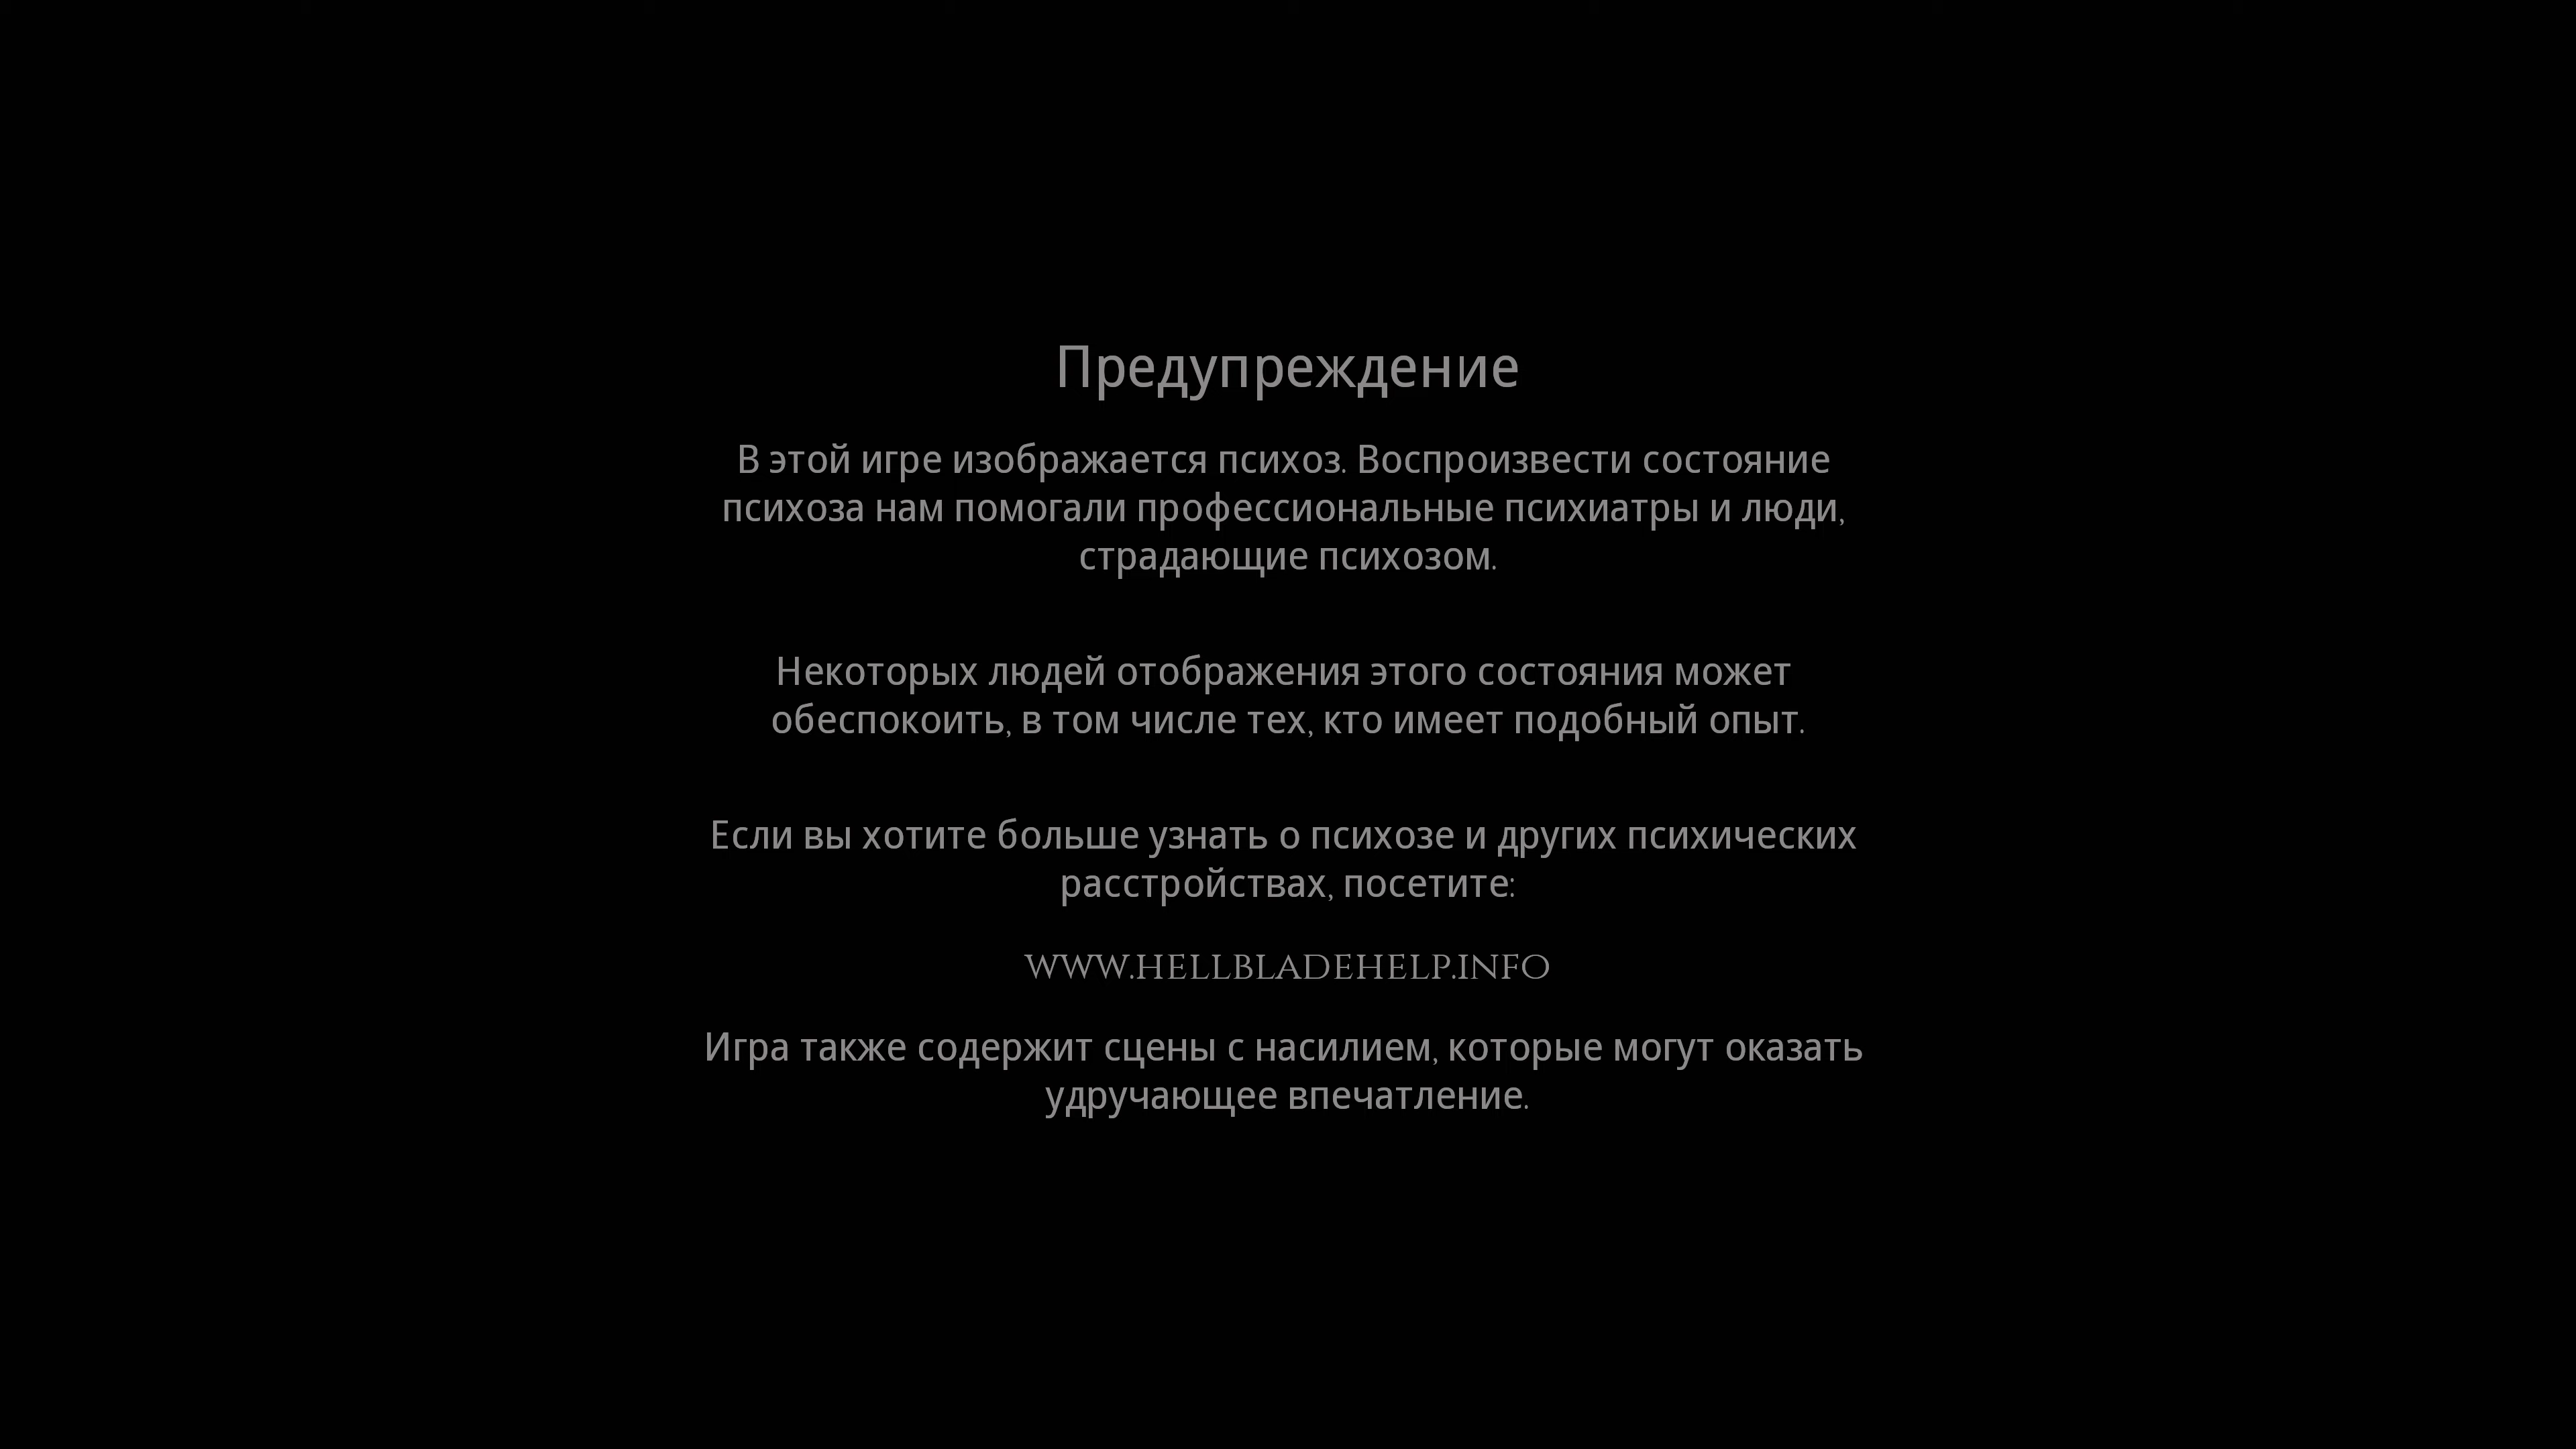 Предупреждение
В этой игре изображается психоз. Воспроизвести состояние
психоза нам помогали профессиональные психиатры и люди,
страдающие психозом.
Некоторых людей отображения этого состояния может
обеспокоить, в том числе тех, кто имеет подобный опыт.
Если вы хотите больше узнать о психозе и других психических
расстройствах, посетите:
WWW.HELLBLADEHELP.INFO
Игра также содержит сцены с насилием, которые могут оказать
удручающее впечатление.